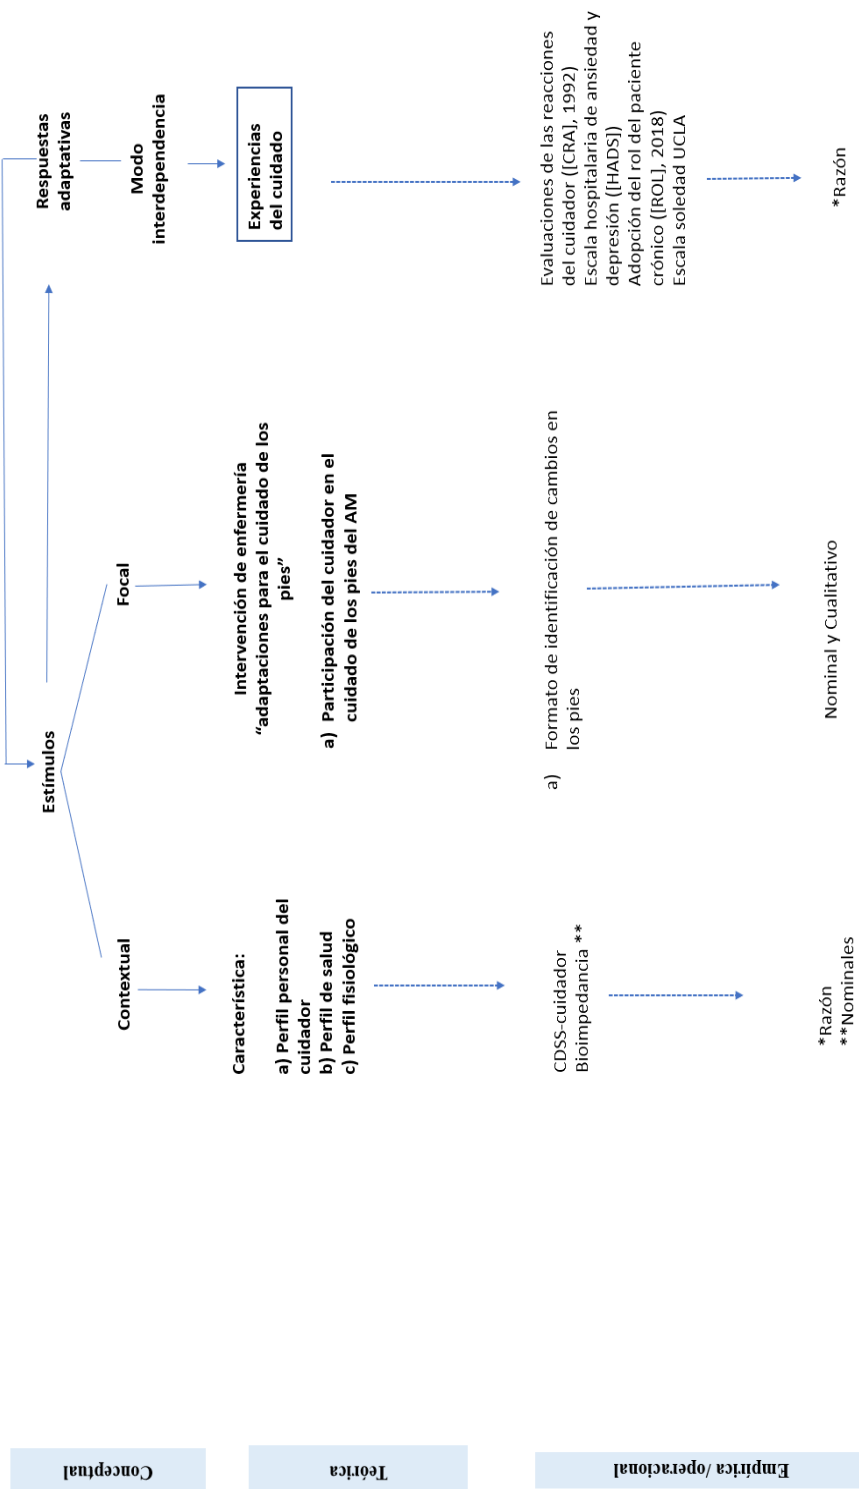 Conceptual
Estímulos
Respuestas
adaptativas
Contextual
Focal
Modo
interdependencia
Teórica
Característica:
a) Perfil personal del
cuidador
b) Perfil de salud
c) Perfil fisiológico
Intervención de enfermería
“adaptaciones para el cuidado de los
pies”
a) Participación del cuidador en el
cuidado de los pies del AM
Experiencias
del cuidado
Empírica /operacional
CDSS-cuidador
Bioimpedancia **
a) Formato de identificación de cambios en
los pies
Evaluaciones de las reacciones
del cuidador ([CRA], 1992)
Escala hospitalaria de ansiedad y
depresión ([HADS])
Adopción del rol del paciente
crónico ([ROL], 2018)
Escala soledad UCLA
*Razón
**Nominales
Nominal y Cualitativo
*Razón